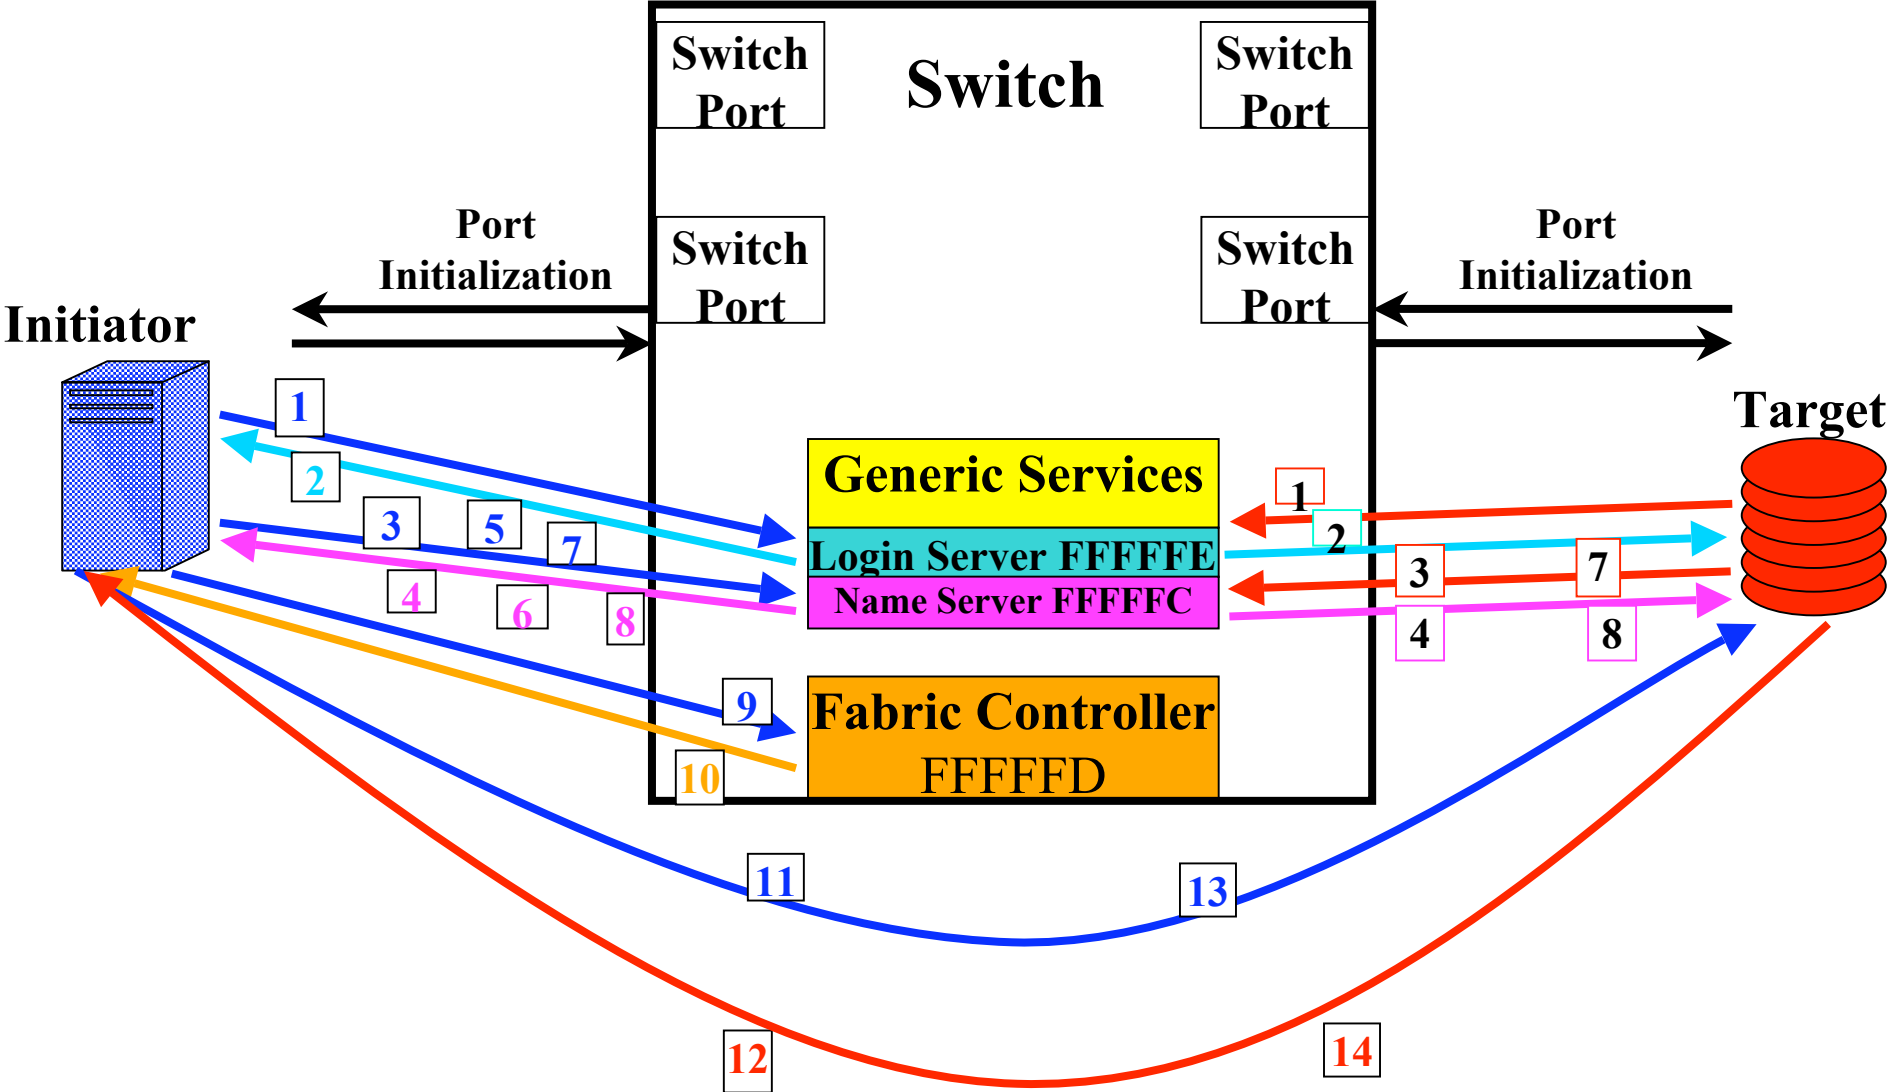 Switch
Port
Switch
Switch
Port
Port
Initialization
Switch
Port
Switch
Port
Port
Initialization
Initiator
Target
1
2
3
5
7
4
6
8
Generic Services
Login Server FFFFFE
Name Server FFFFFC
1
2
3
7
4
8
9
10
Fabric Controller
FFFFFD
11
13
12
14